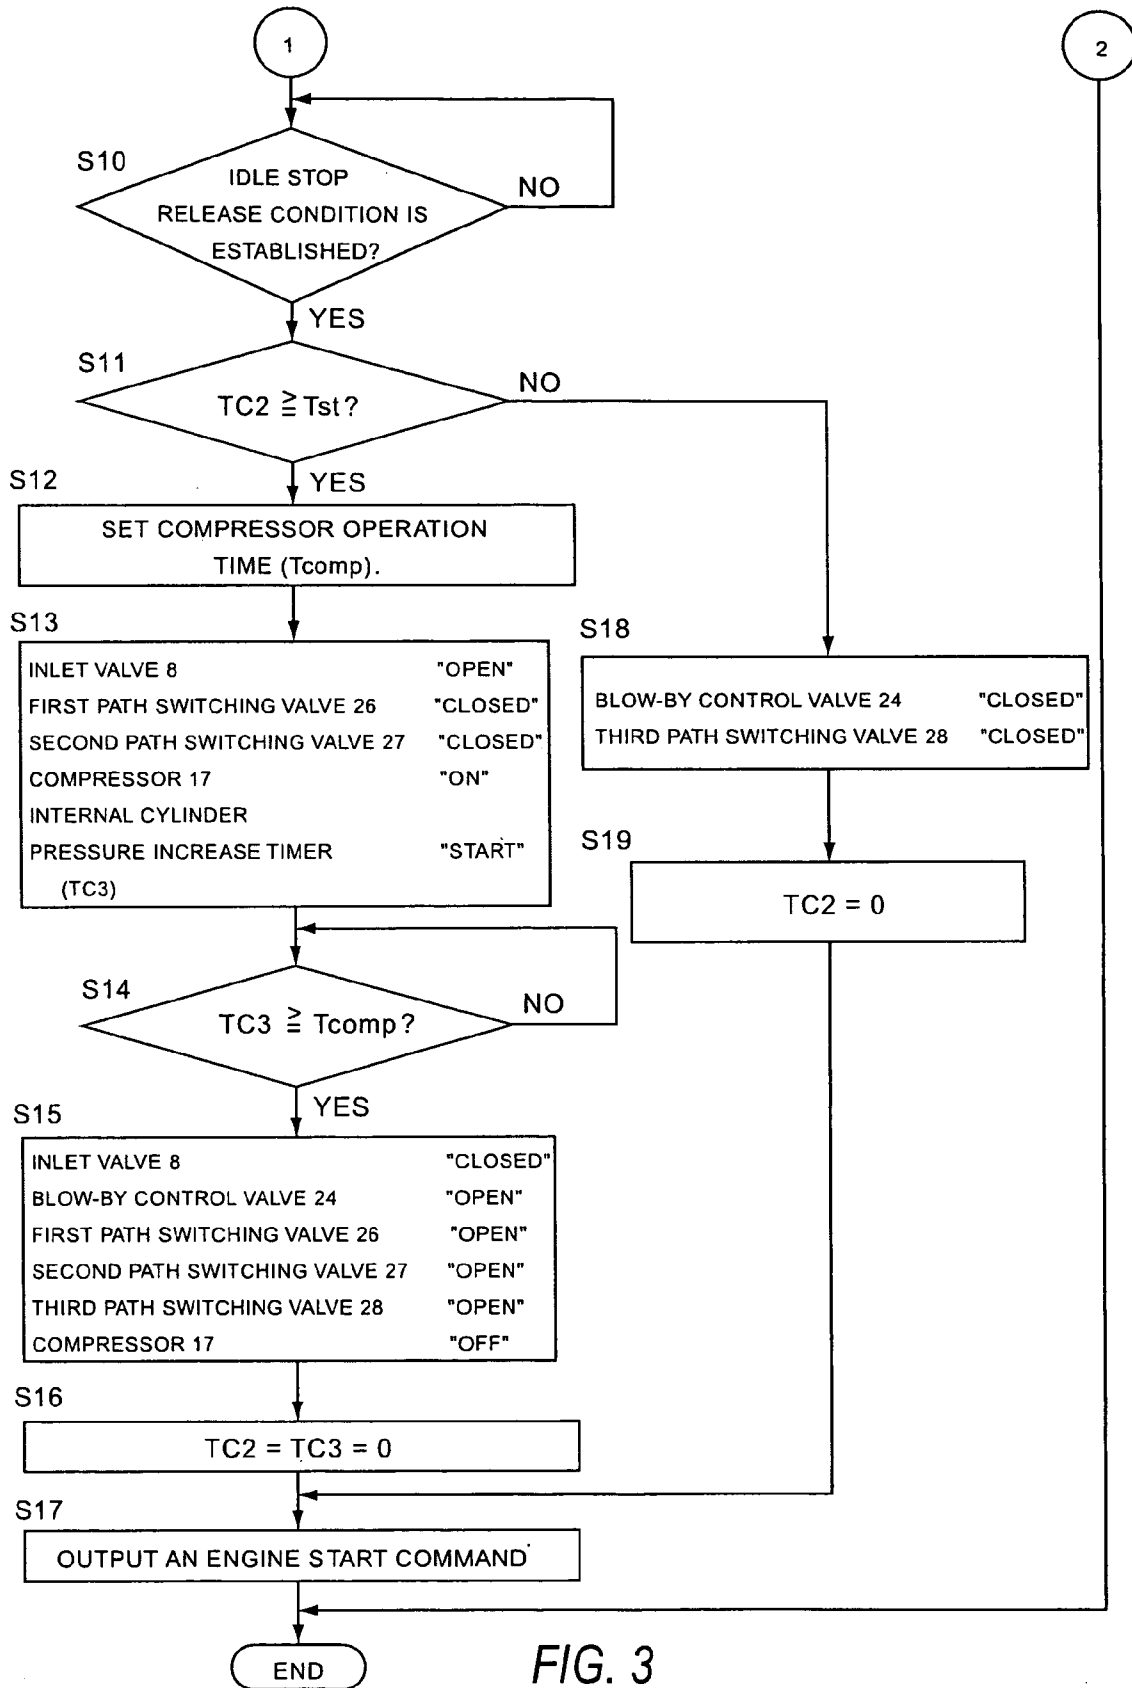 1
2
S10
IDLE STOP
RELEASE CONDITION IS
ESTABLISHED?
NO
YES
S11
TC2 ≧ Tst?
NO
YES
S12
SET COMPRESSOR OPERATION
TIME (Tcomp).
S13
INLET VALVE 8 "OPEN"
FIRST PATH SWITCHING VALVE 26 "CLOSED"
SECOND PATH SWITCHING VALVE 27 "CLOSED"
COMPRESSOR 17 "ON"
INTERNAL CYLINDER
PRESSURE INCREASE TIMER "START"
(TC3)
S18
BLOW-BY CONTROL VALVE 24 "CLOSED"
THIRD PATH SWITCHING VALVE 28 "CLOSED"
S19
TC2 = 0
S14
TC3 ≧ Tcomp?
NO
YES
S15
INLET VALVE 8 "CLOSED"
BLOW-BY CONTROL VALVE 24 "OPEN"
FIRST PATH SWITCHING VALVE 26 "OPEN"
SECOND PATH SWITCHING VALVE 27 "OPEN"
THIRD PATH SWITCHING VALVE 28 "OPEN"
COMPRESSOR 17 "OFF"
S16
TC2 = TC3 = 0
S17
OUTPUT AN ENGINE START COMMAND
END
FIG. 3